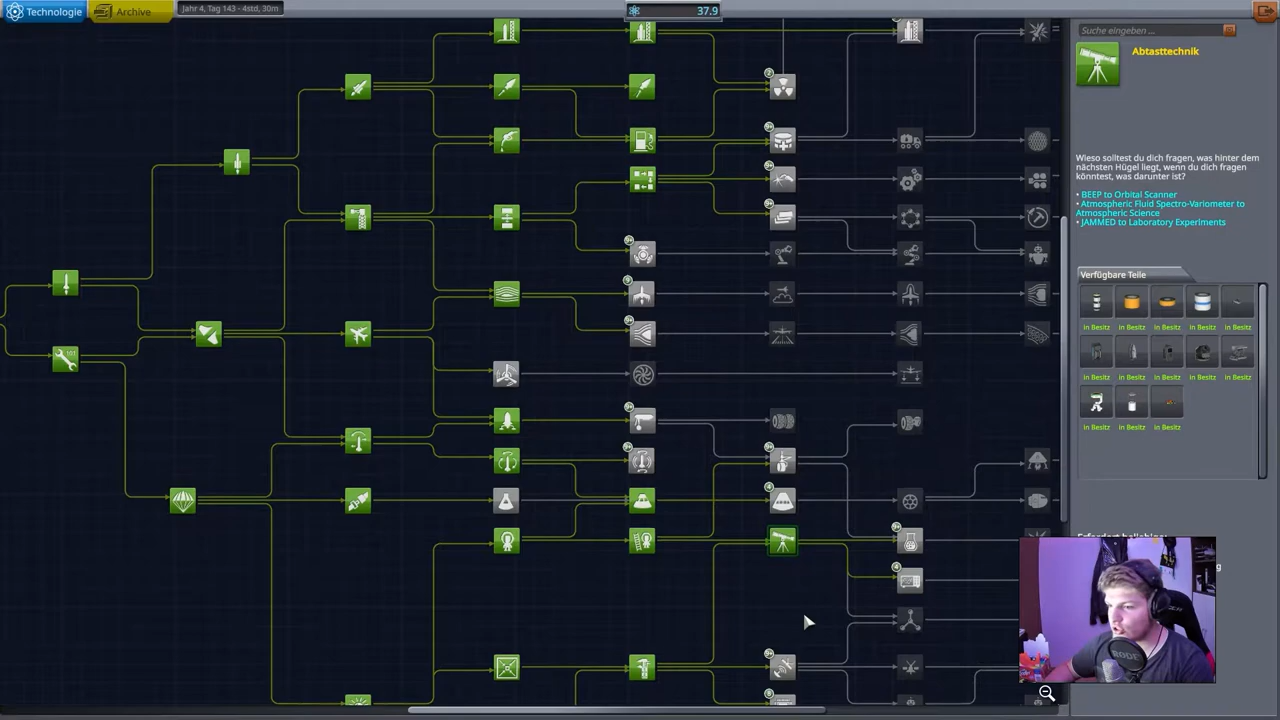 Technologie
Archive
Jahr 4, Tag 143 - 4std, 30m
37.9
Suche eingeben ...
Abtasttechnik
Wieso solltest du dich fragen, was hinter dem
nächsten Hügel liegt, wenn du dich fragen
könntest, was darunter ist?
• BEEP to Orbital Scanner
• Atmospheric Fluid Spectro-Variometer to
Atmospheric Science
• JAMMED to Laboratory Experiments
Verfügbare Teile
In Besitz In Besitz In Besitz In Besitz In Besitz
In Besitz In Besitz In Besitz In Besitz In Besitz
In Besitz In Besitz In Besitz
RODE